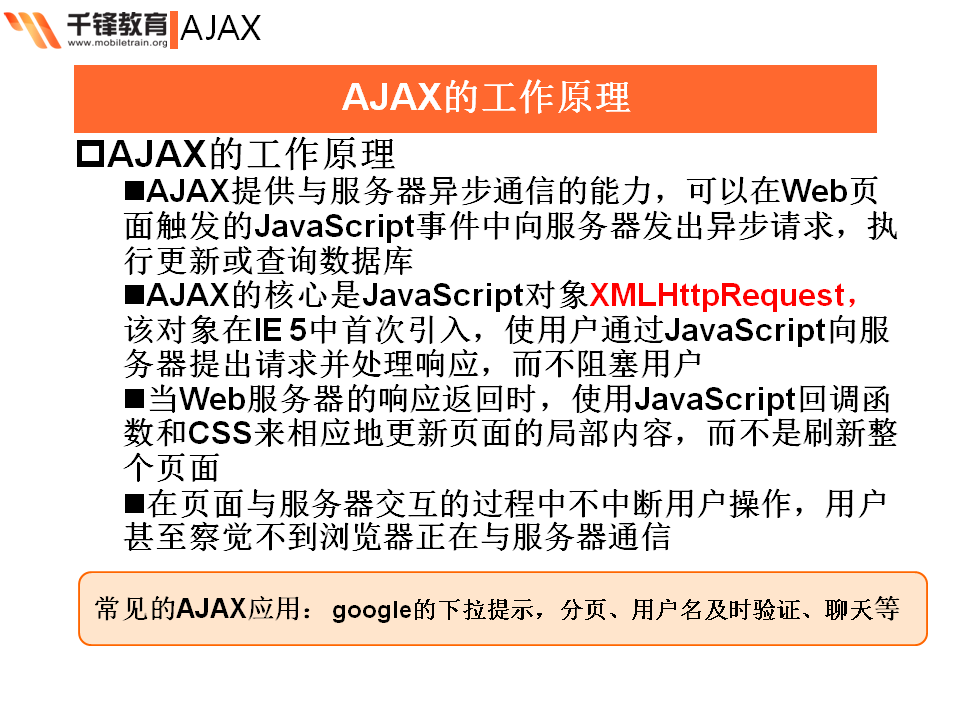 千锋教育 AJAX
www.mobiletrain.org
AJAX的工作原理
AJAX的工作原理
AJAX提供与服务器异步通信的能力，可以在Web页
面触发的JavaScript事件中向服务器发出异步请求，执
行更新或查询数据库
AJAX的核心是JavaScript对象XMLHttpRequest，
该对象在IE 5中首次引入，使用户通过JavaScript向服
务器提出请求并处理响应，而不阻塞用户
当Web服务器的响应返回时，使用JavaScript回调函
数和CSS来相应地更新页面的局部内容，而不是刷新整
个页面
在页面与服务器交互的过程中不中断用户操作，用户
甚至察觉不到浏览器正在与服务器通信
常见的AJAX应用： google的下拉提示，分页、用户名及时验证、聊天等